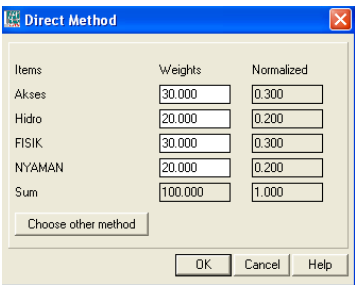 Direct Method
Items Weights Normalized
Akses 30.000 0.300
Hidro 20.000 0.200
FISIK 30.000 0.300
NYAMAN 20.000 0.200
Sum 100.000 1.000
Choose other method
OK Cancel Help